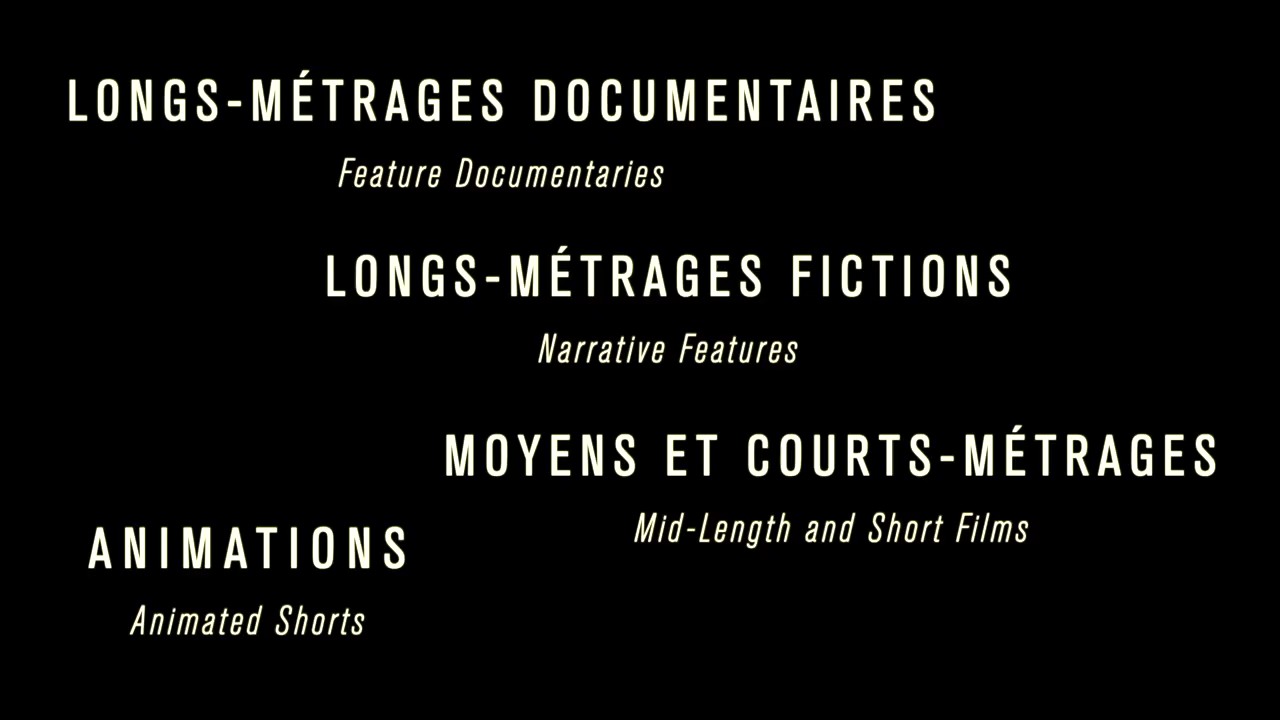 LONGS-MÉTRAGES DOCUMENTAIRES
Feature Documentaries
LONGS-MÉTRAGES FICTIONS
Narrative Features
MOYENS ET COURTS-MÉTRAGES
Mid-Length and Short Films
ANIMATIONS
Animated Shorts